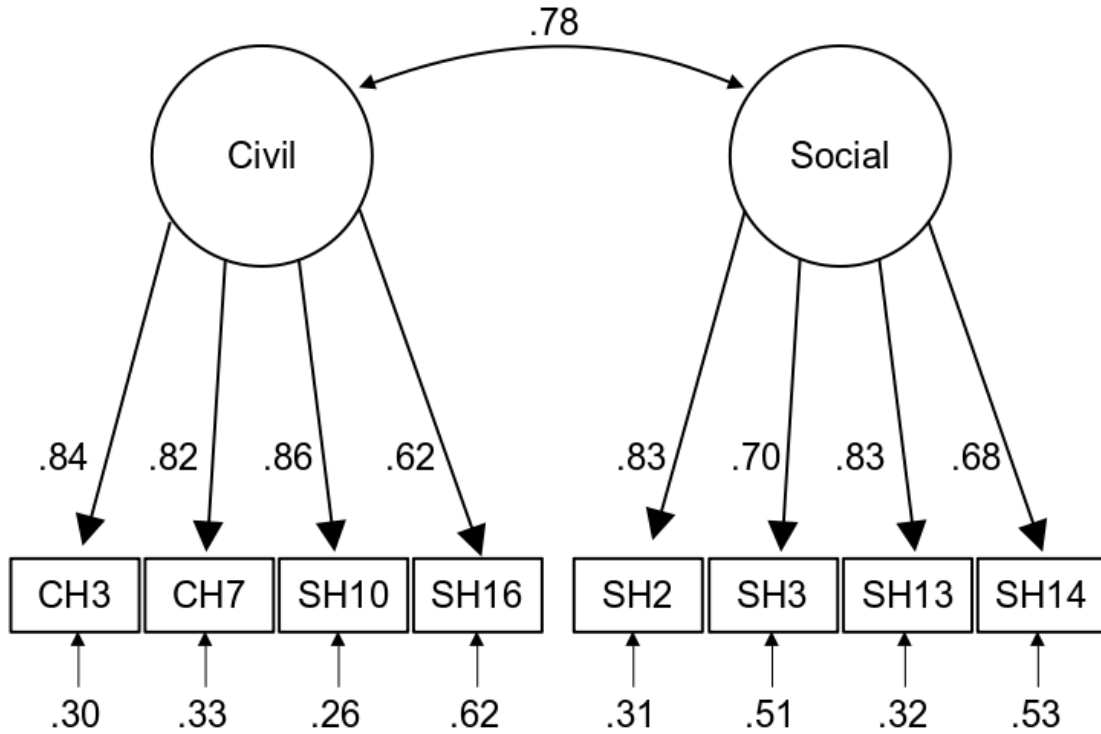 .78
Civil
Social
.84 .82 .86 .62 .83 .70 .83 .68
CH3 CH7 SH10 SH16 SH2 SH3 SH13 SH14
.30 .33 .26 .62 .31 .51 .32 .53